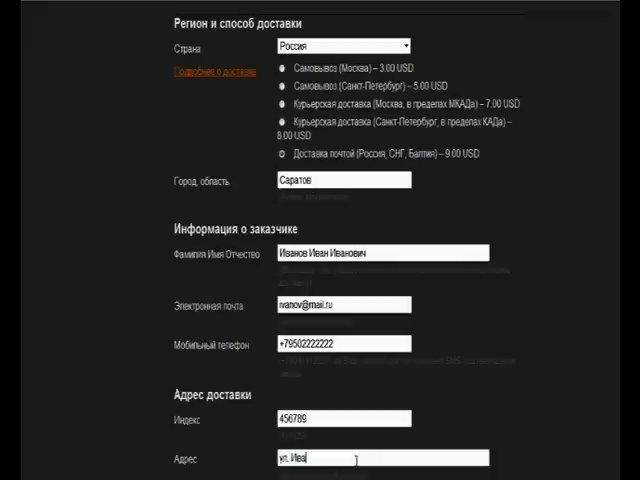 Регион и способ доставки
Страна
Россия
Подробнее о доставке
Самовывоз (Москва) – 3.00 USD
Самовывоз (Санкт-Петербург) – 5.00 USD
Курьерская доставка (Москва, в пределах МКАДа) – 7.00 USD
Курьерская доставка (Санкт-Петербург, в пределах КАДа) –
8.00 USD
Доставка почтой (Россия, СНГ, Балтия) – 9.00 USD
Город, область
Саратов
Информация о заказчике
Фамилия Имя Отчество
Иванов Иван Иванович
Электронная почта
ivanov@mail.ru
Мобильный телефон
+79502222222
Адрес доставки
Индекс
456789
Адрес
ул. Ива